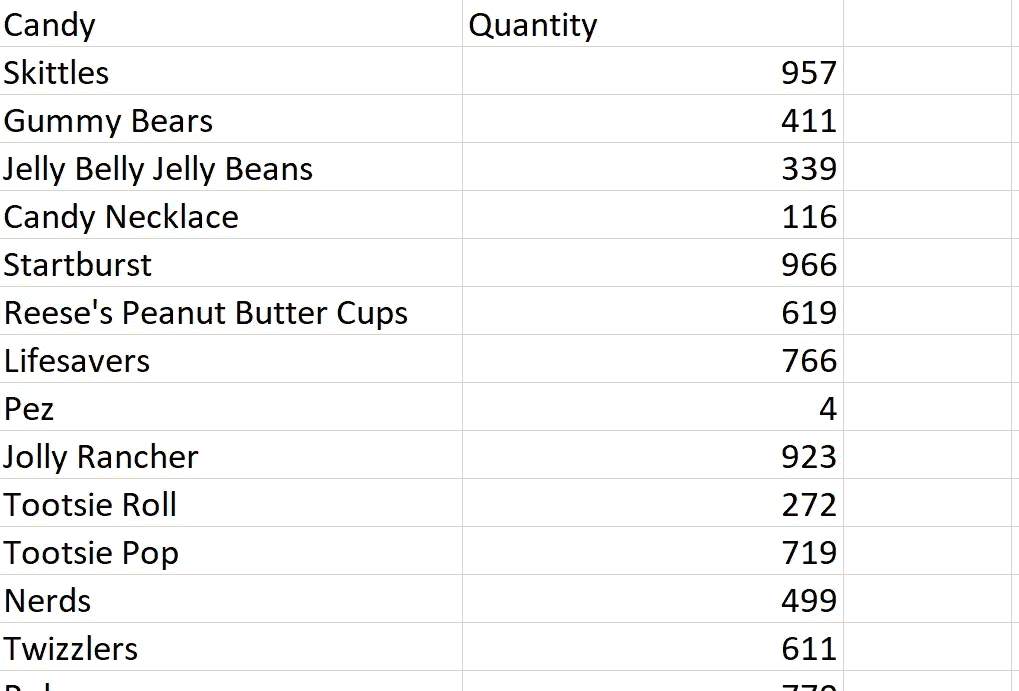 Candy Quantity
Skittles 957
Gummy Bears 411
Jelly Belly Jelly Beans 339
Candy Necklace 116
Startburst 966
Reese's Peanut Butter Cups 619
Lifesavers 766
Pez 4
Jolly Rancher 923
Tootsie Roll 272
Tootsie Pop 719
Nerds 499
Twizzlers 611